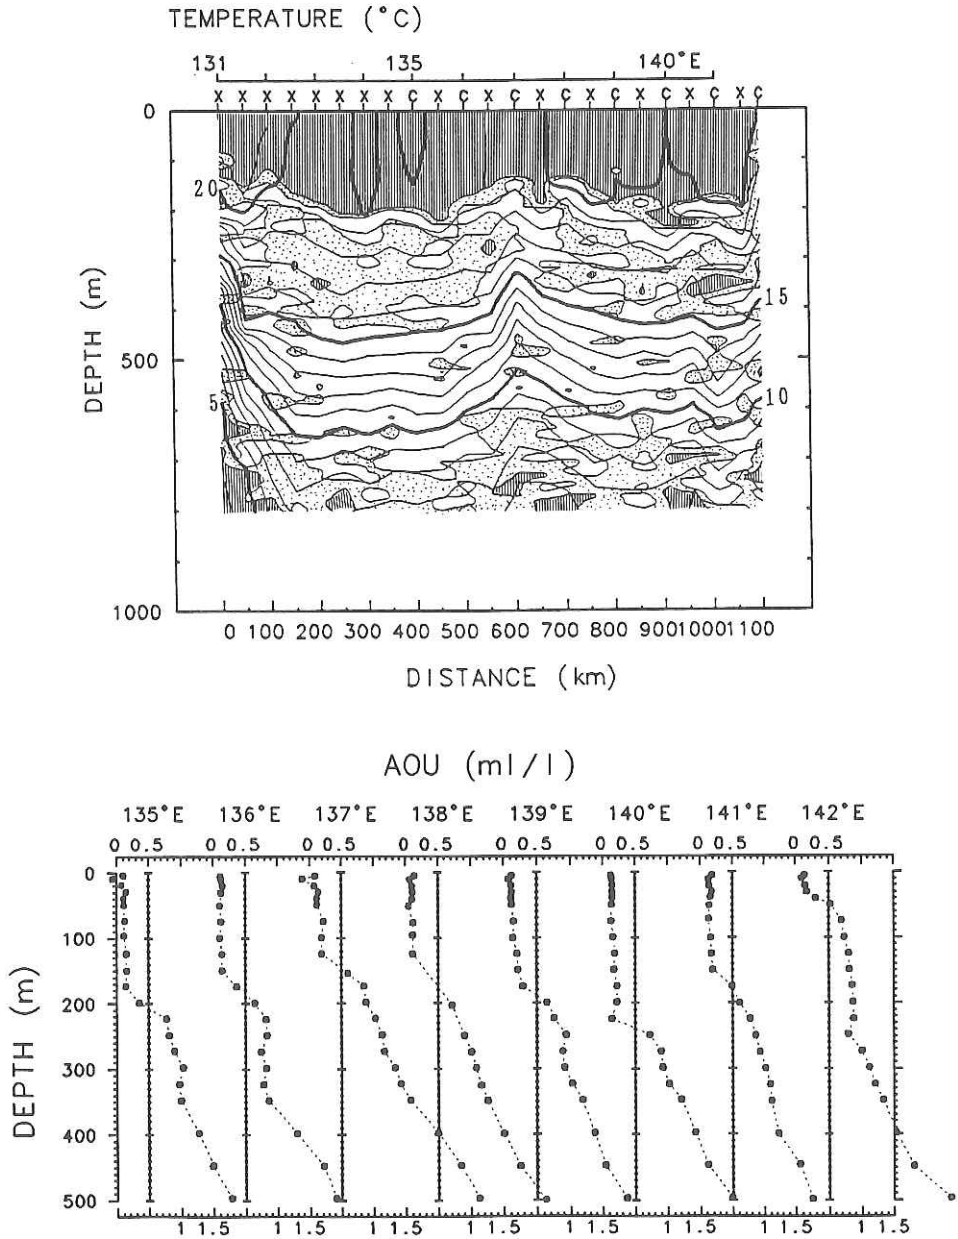 TEMPERATURE (°C)
131 135 140°E
X X X X X X X X C X C X C X C X C X C X C X C
0
20
15
500
5
10
1000
0 100 200 300 400 500 600 700 800 900 1000 1100
DEPTH (m)
DISTANCE (km)
AOU (ml/l)
135°E 136°E 137°E 138°E 139°E 140°E 141°E 142°E
0 0.5 0 0.5 0 0.5 0 0.5 0 0.5 0 0.5 0 0.5 0 0.5
0
100
200
300
400
500
DEPTH (m)
1 1.5 1 1.5 1 1.5 1 1.5 1 1.5 1 1.5 1 1.5 1 1.5